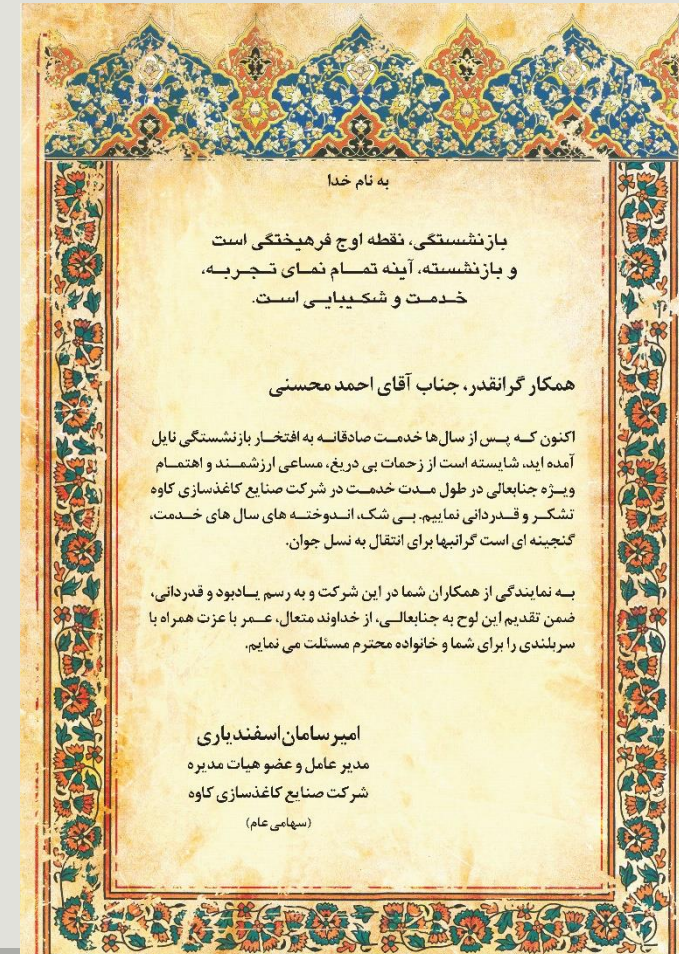 به نام خدا
بازنشستگی، نقطه اوج فرهیختگی است
و بازنشسته، آینه تمام نمای تجربه،
خدمت و شکیبایی است.
همکار گرانقدر، جناب آقای احمد محسنی
اکنون که پس از سال‌ها خدمت صادقانه به افتخار بازنشستگی نایل
آمده اید، شایسته است از زحمات بی دریغ، مساعی ارزشمند و اهتمام
ویژه جنابعالی در طول مدت خدمت در شرکت صنایع کاغذسازی کاوه
تشکر و قدردانی نماییم. بی شک، اندوخته های سال های خدمت،
گنجینه ای است گرانبها برای انتقال به نسل جوان.
به نمایندگی از همکاران شما در این شرکت و به رسم یادبود و قدردانی،
ضمن تقدیم این لوح به جنابعالی، از خداوند متعال، عمر با عزت همراه با
سربلندی را برای شما و خانواده محترم مسئلت می نمایم.
امیرسامان اسفندیاری
مدیر عامل و عضو هیات مدیره
شرکت صنایع کاغذسازی کاوه
(سهامی عام)